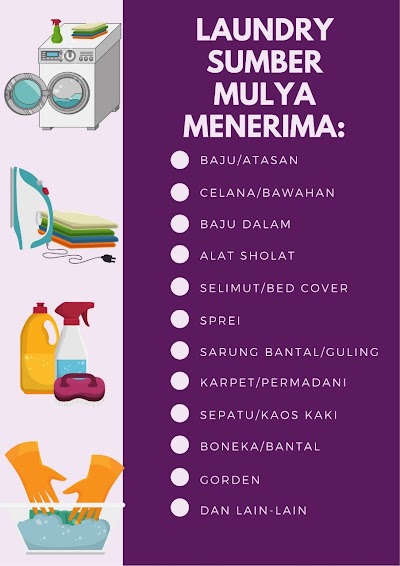 LAUNDRY
SUMBER
MULYA
MENERIMA:
BAJU/ATASAN
CELANA/BAWAHAN
BAJU DALAM
ALAT SHOLAT
SELIMUT/BED COVER
SPREI
SARUNG BANTAL/GULING
KARPET/PERMADANI
SEPATU/KAOS KAKI
BONEKA/BANTAL
GORDEN
DAN LAIN-LAIN